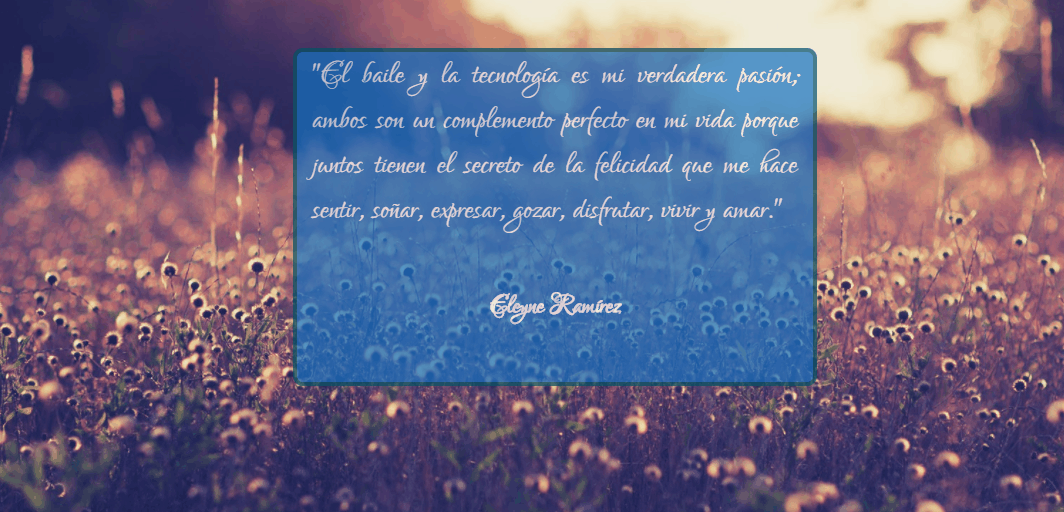 "El baile y la tecnología es mi verdadera pasión;
ambos son un complemento perfecto en mi vida porque
juntos tienen el secreto de la felicidad que me hace
sentir, soñar, expresar, gozar, disfrutar, vivir y amar."
Eleyne Ramírez